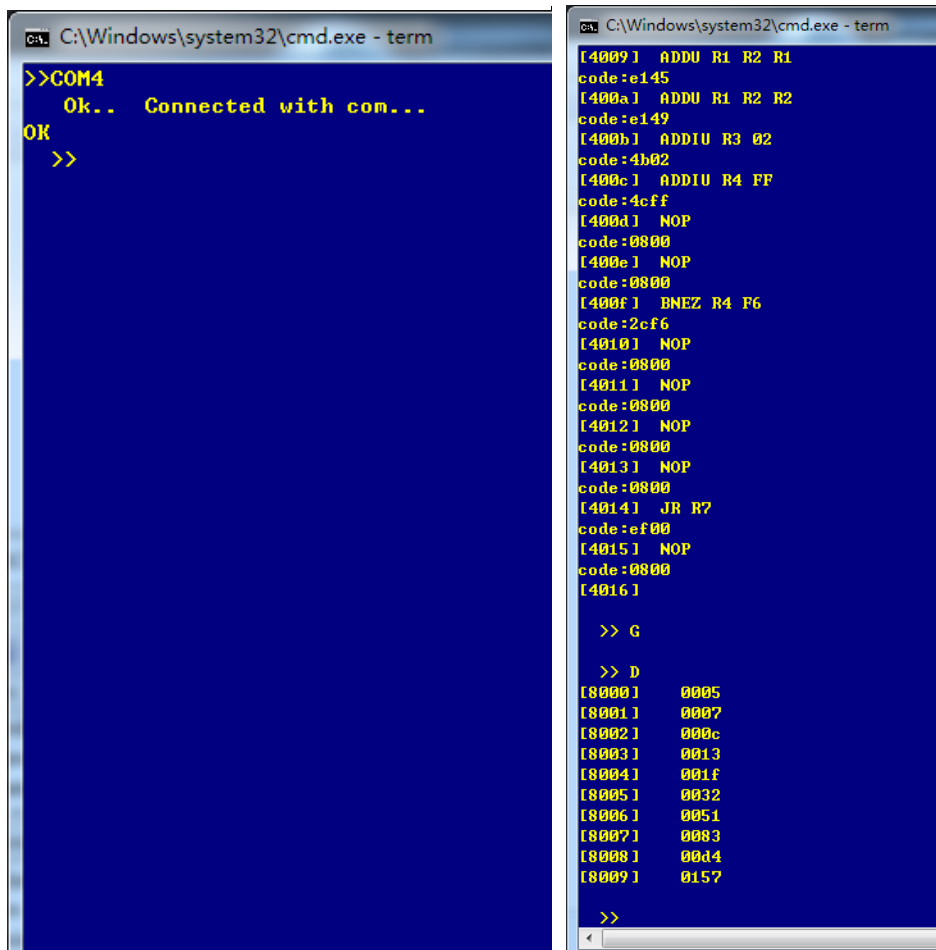 C:\Windows\system32\cmd.exe - term
>>COM4
Ok.. Connected with com...
OK
>>
C:\Windows\system32\cmd.exe - term
[4009] ADDU R1 R2 R1
code:e145
[400a] ADDU R1 R2 R2
code:e149
[400b] ADDIU R3 02
code:4b02
[400c] ADDIU R4 FF
code:4cff
[400d] NOP
code:0800
[400e] NOP
code:0800
[400f] BNEZ R4 F6
code:2cf6
[4010] NOP
code:0800
[4011] NOP
code:0800
[4012] NOP
code:0800
[4013] NOP
code:0800
[4014] JR R7
code:ef00
[4015] NOP
code:0800
[4016]
>> G
>> D
[8000] 0005
[8001] 0007
[8002] 000c
[8003] 0013
[8004] 001f
[8005] 0032
[8006] 0051
[8007] 0083
[8008] 00d4
[8009] 0157
>>